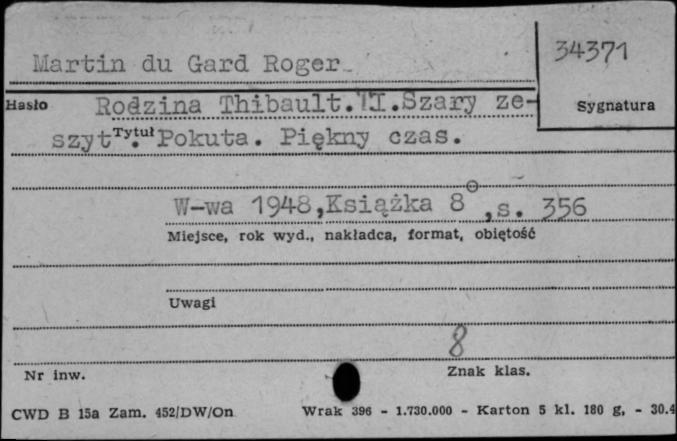 34371
Martin du Gard Roger
Hasło Rodzina Thibault. I.Szary ze- Sygnatura
szyt Tytuł. Pokuta. Piękny czas.
W-wa 1948,Książka 8°,s. 356
Miejsce, rok wyd., nakładca, format, objętość
Uwagi
8
Nr inw. Znak klas.
CWD B 15a Zam. 452/DW/On Wrak 396 - 1.730.000 - Karton 5 kl. 180 g, - 30.4